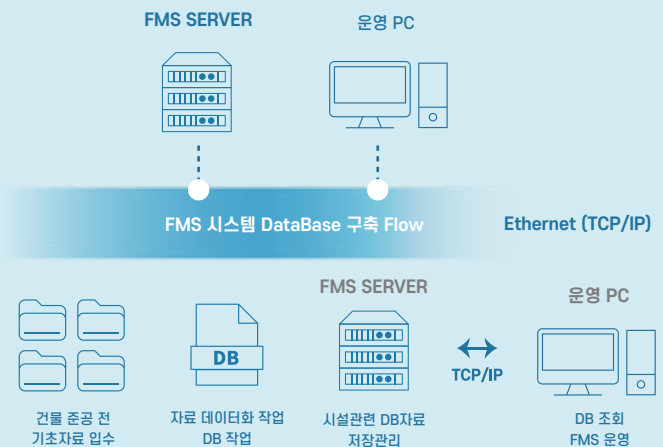 FMS SERVER
운영 PC
FMS 시스템 DataBase 구축 Flow
Ethernet (TCP/IP)
FMS SERVER
운영 PC
DB
TCP/IP
건물 준공 전
기초자료 입수
자료 데이터화 작업
DB 작업
시설관련 DB자료
저장관리
DB 조회
FMS 운영